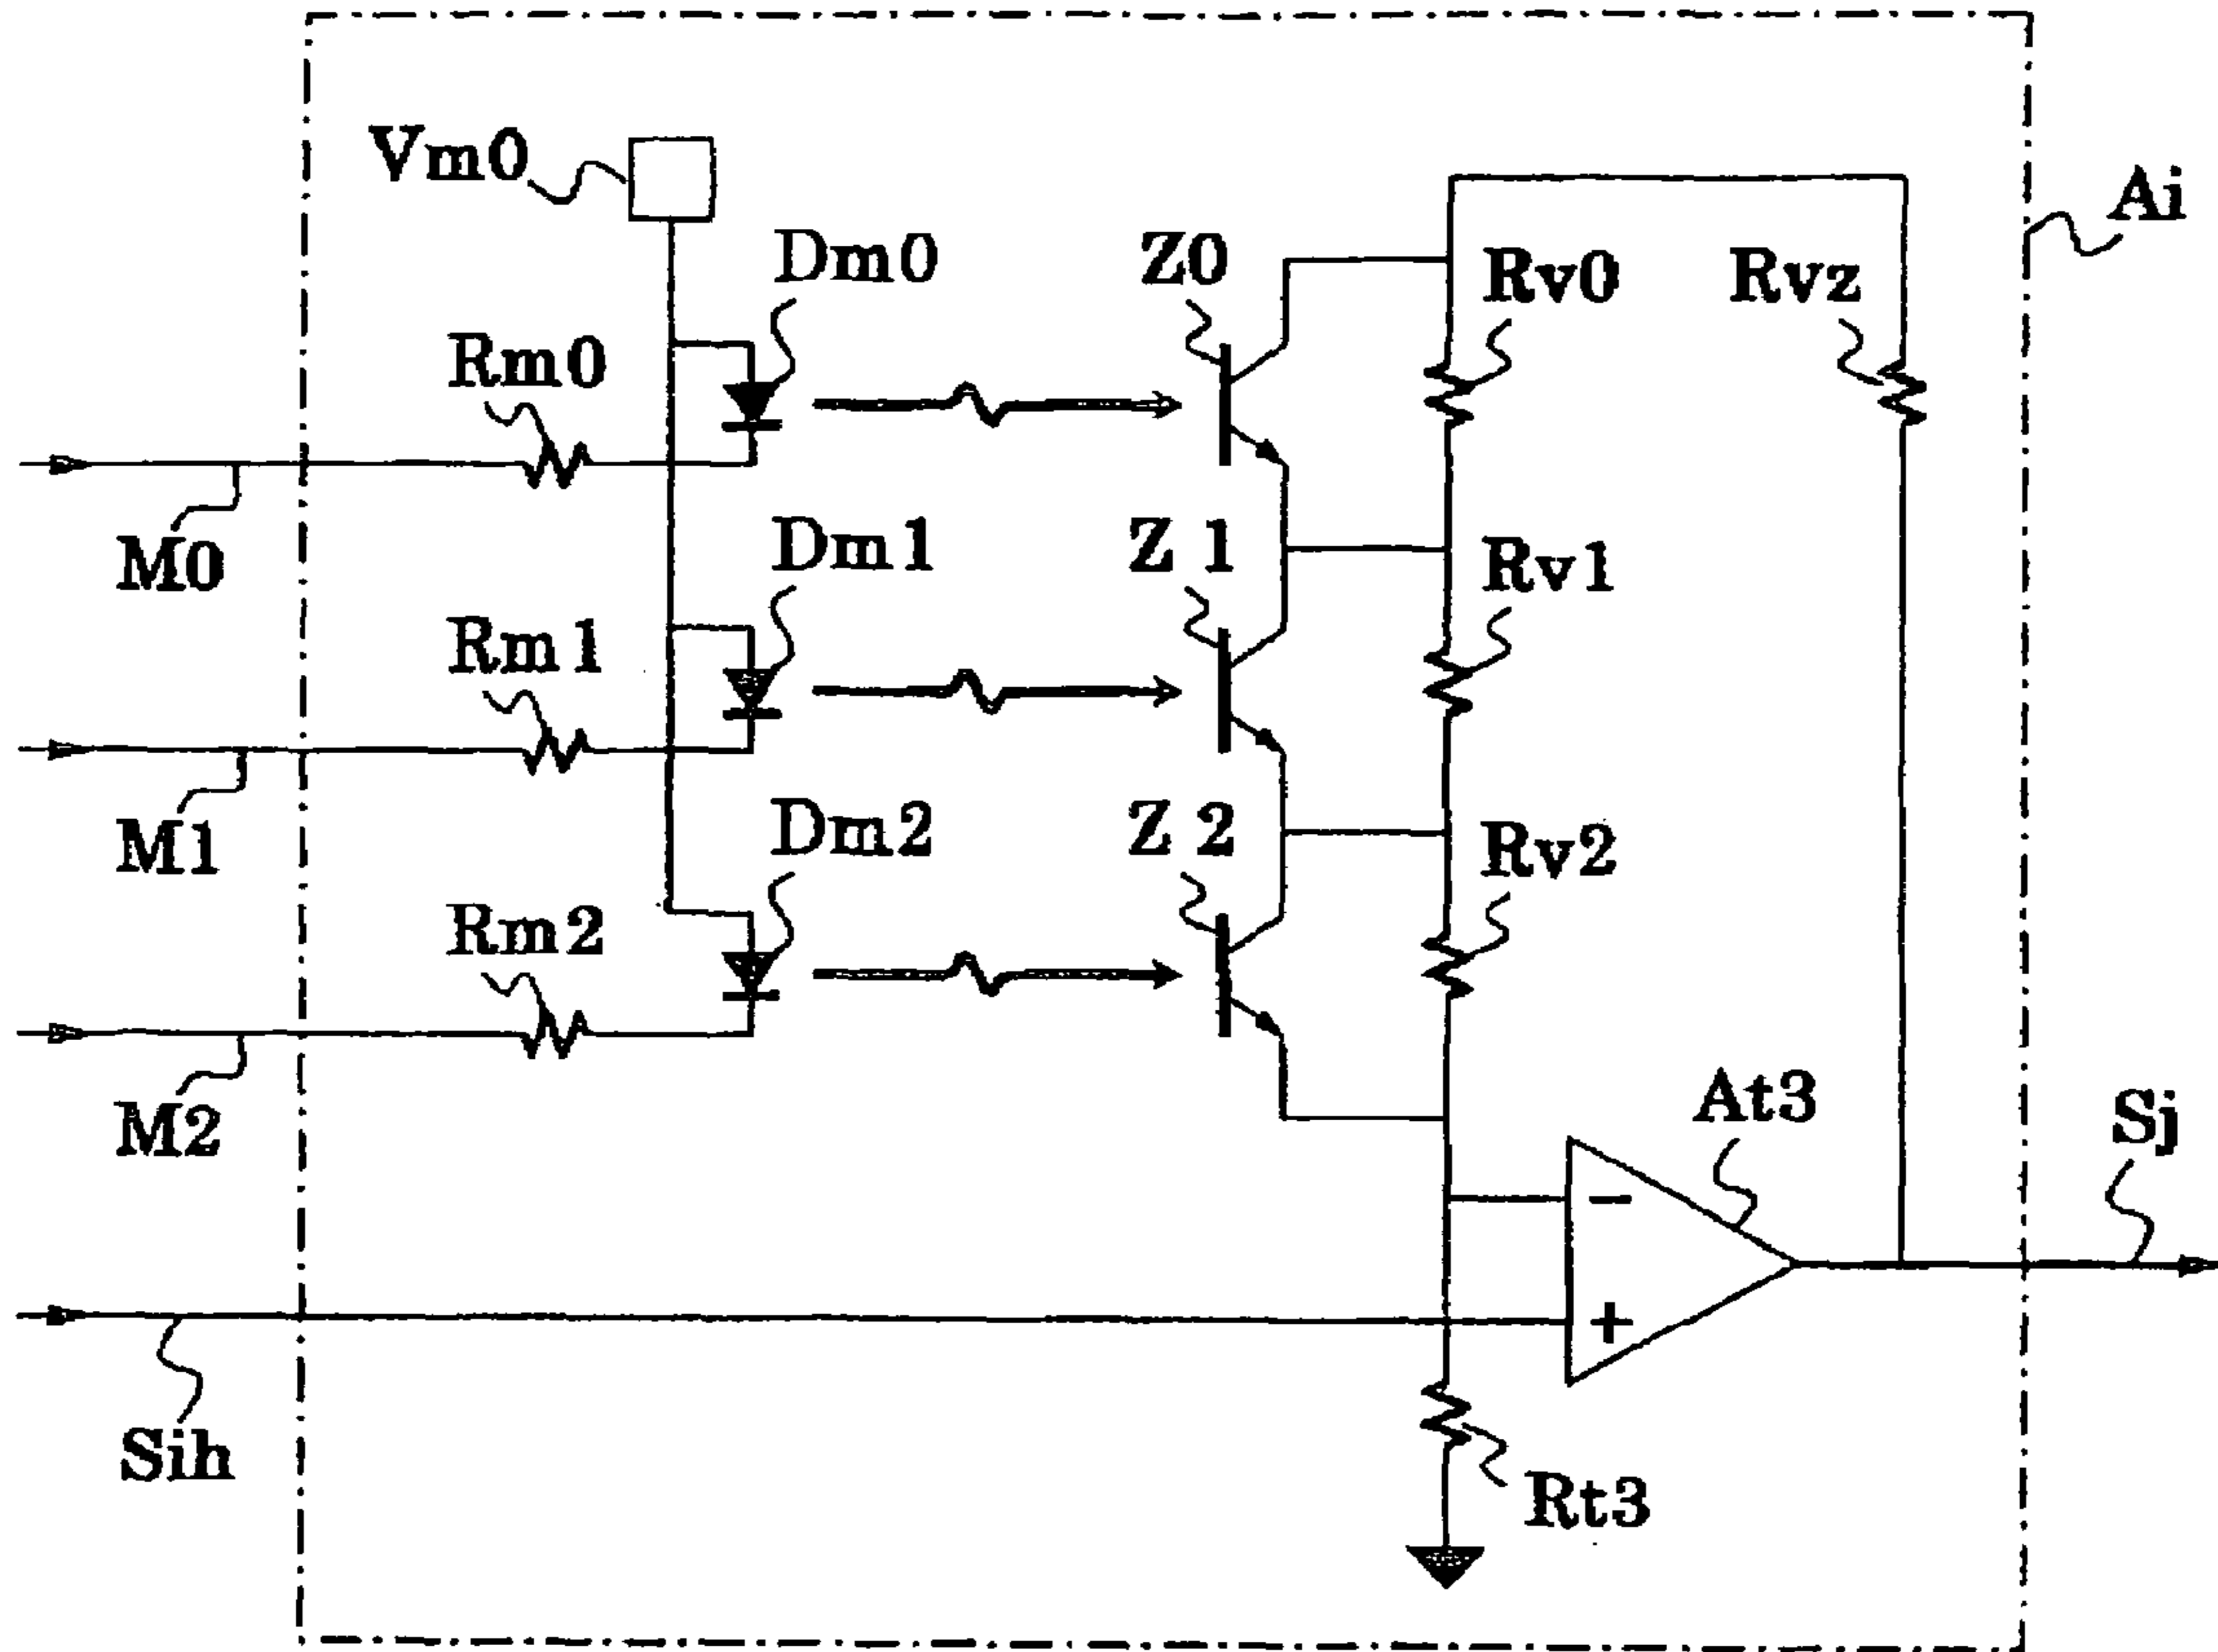 Vm0
Ai
Dm0
Z0
Rv0
Rvz
Rm0
M0
Dm1
Z 1
Rv1
Rm1
M1
Dm2
Z 2
Rv2
Rm2
M2
At3
Sj
−
+
Sih
Rt3